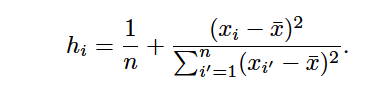 h_i = \frac{1}{n} + \frac{(x_i - \bar{x})^2}{\sum_{i'=1}^{n}(x_{i'} - \bar{x})^2}.